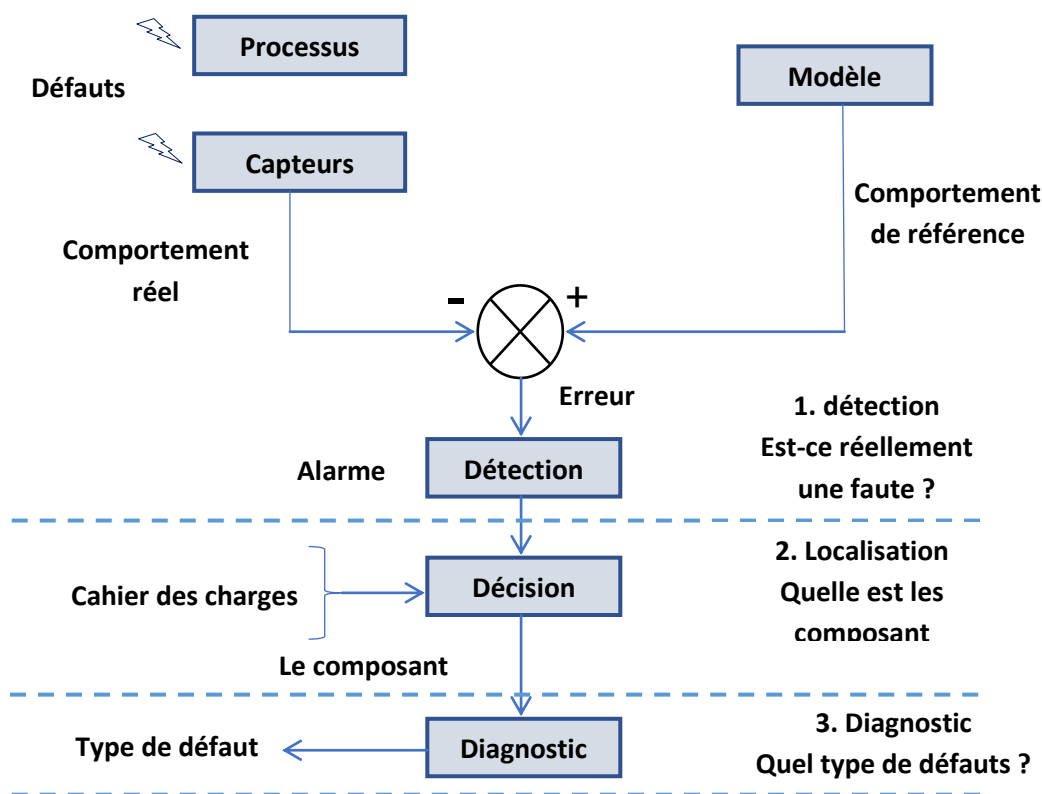 Processus
Défauts
Modèle
Capteurs
Comportement
de référence
Comportement
réel
-
+
Erreur
1. détection
Est-ce réellement
une faute ?
Alarme
Détection
2. Localisation
Quelle est les
composant
Cahier des charges
Décision
Le composant
3. Diagnostic
Quel type de défauts ?
Type de défaut
Diagnostic